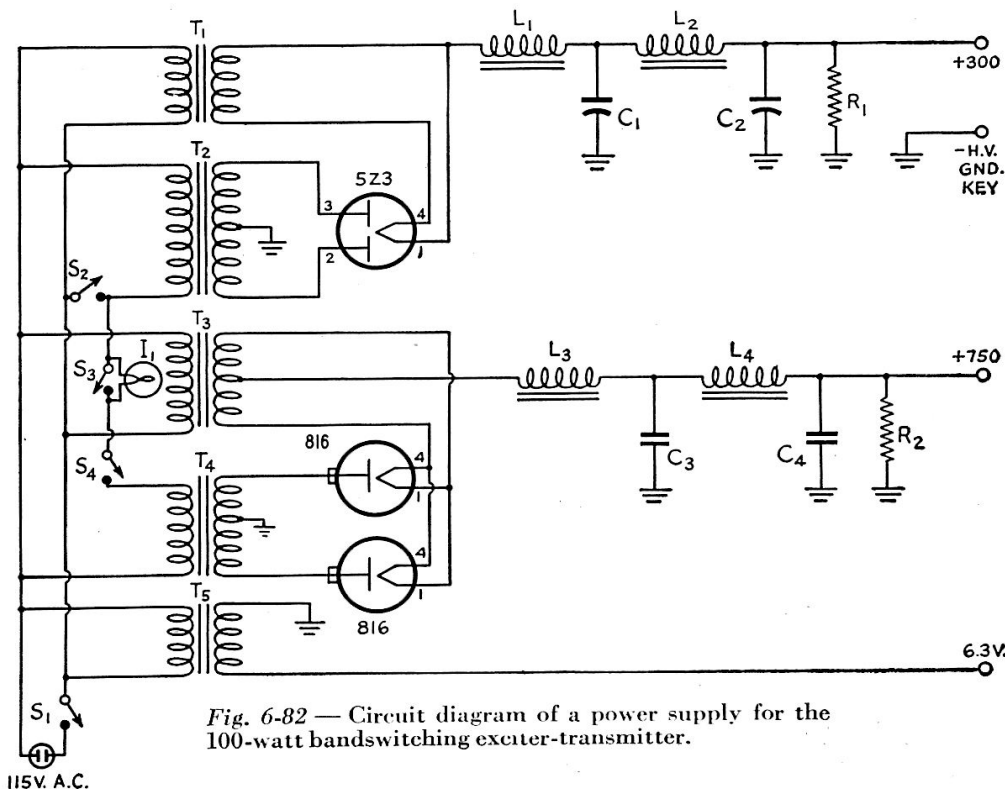 T1
L1
L2
+300
C1
C2
R1
-H.V.
GND.
KEY
T2
5Z3
3
4
2
1
S2
T3
S3
I1
L3
L4
+750
816
4
C3
C4
R2
S4
T4
1
4
1
816
T5
6.3V.
S1
115V. A.C.
Fig. 6-82 — Circuit diagram of a power supply for the
100-watt bandswitching exciter-transmitter.